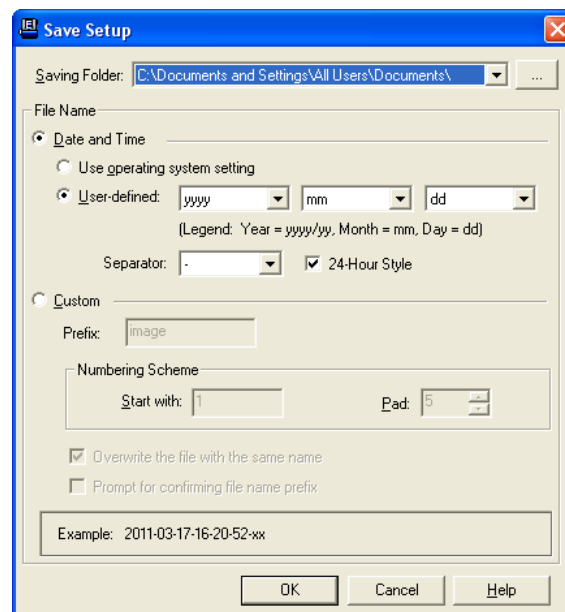 Save Setup
Saving Folder: C:\Documents and Settings\All Users\Documents\ ...
File Name
Date and Time
Use operating system setting
User-defined: yyyy mm dd
(Legend: Year = yyyy/yy, Month = mm, Day = dd)
Separator: - 24-Hour Style
Custom
Prefix: image
Numbering Scheme
Start with: 1 Pad: 5
Overwrite the file with the same name
Prompt for confirming file name prefix
Example: 2011-03-17-16-20-52-xx
OK Cancel Help